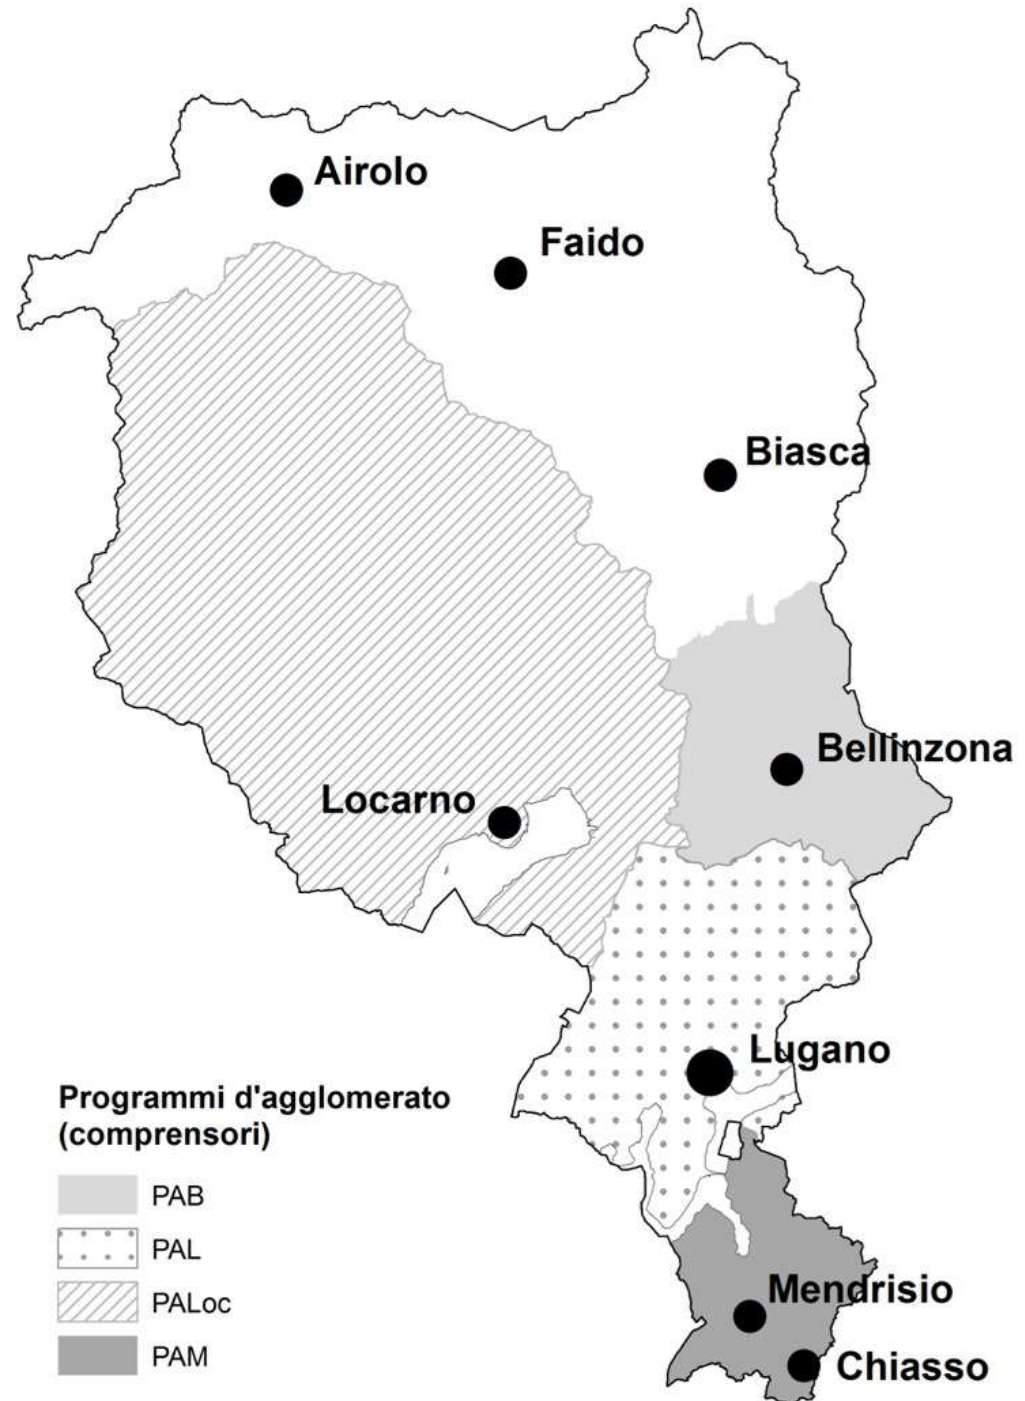 Airolo
Faido
Biasca
Bellinzona
Locarno
Lugano
Programmi d'agglomerato
(comprensori)
PAB
PAL
PALoc
PAM
Mendrisio
Chiasso